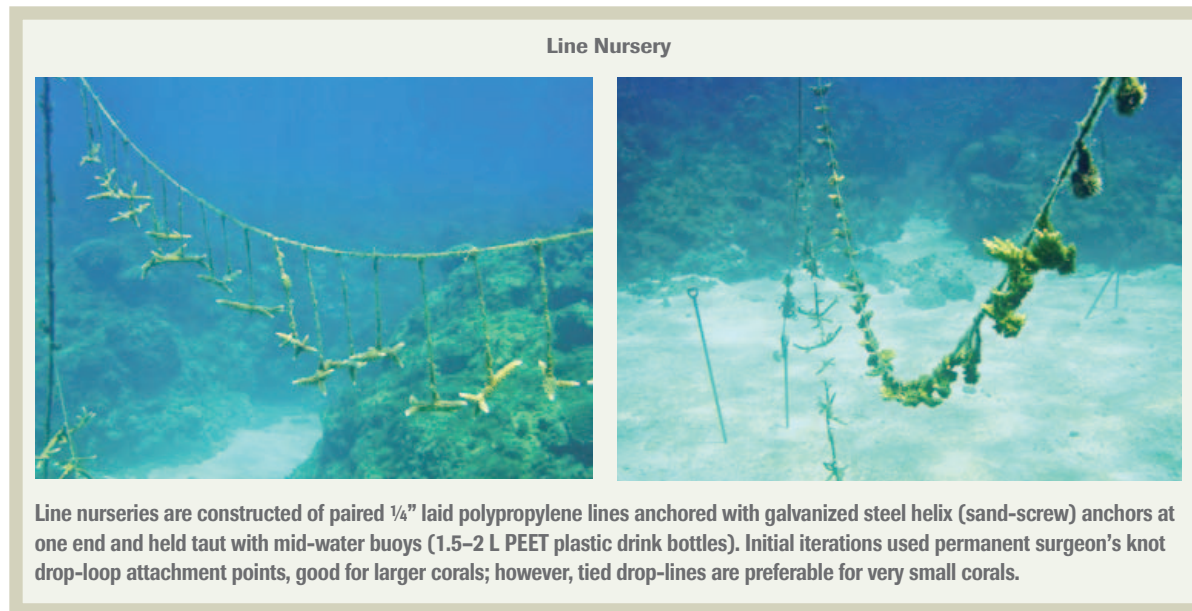 Line Nursery
Line nurseries are constructed of paired ¼” laid polypropylene lines anchored with galvanized steel helix (sand-screw) anchors at
one end and held taut with mid-water buoys (1.5–2 L PEET plastic drink bottles). Initial iterations used permanent surgeon’s knot
drop-loop attachment points, good for larger corals; however, tied drop-lines are preferable for very small corals.